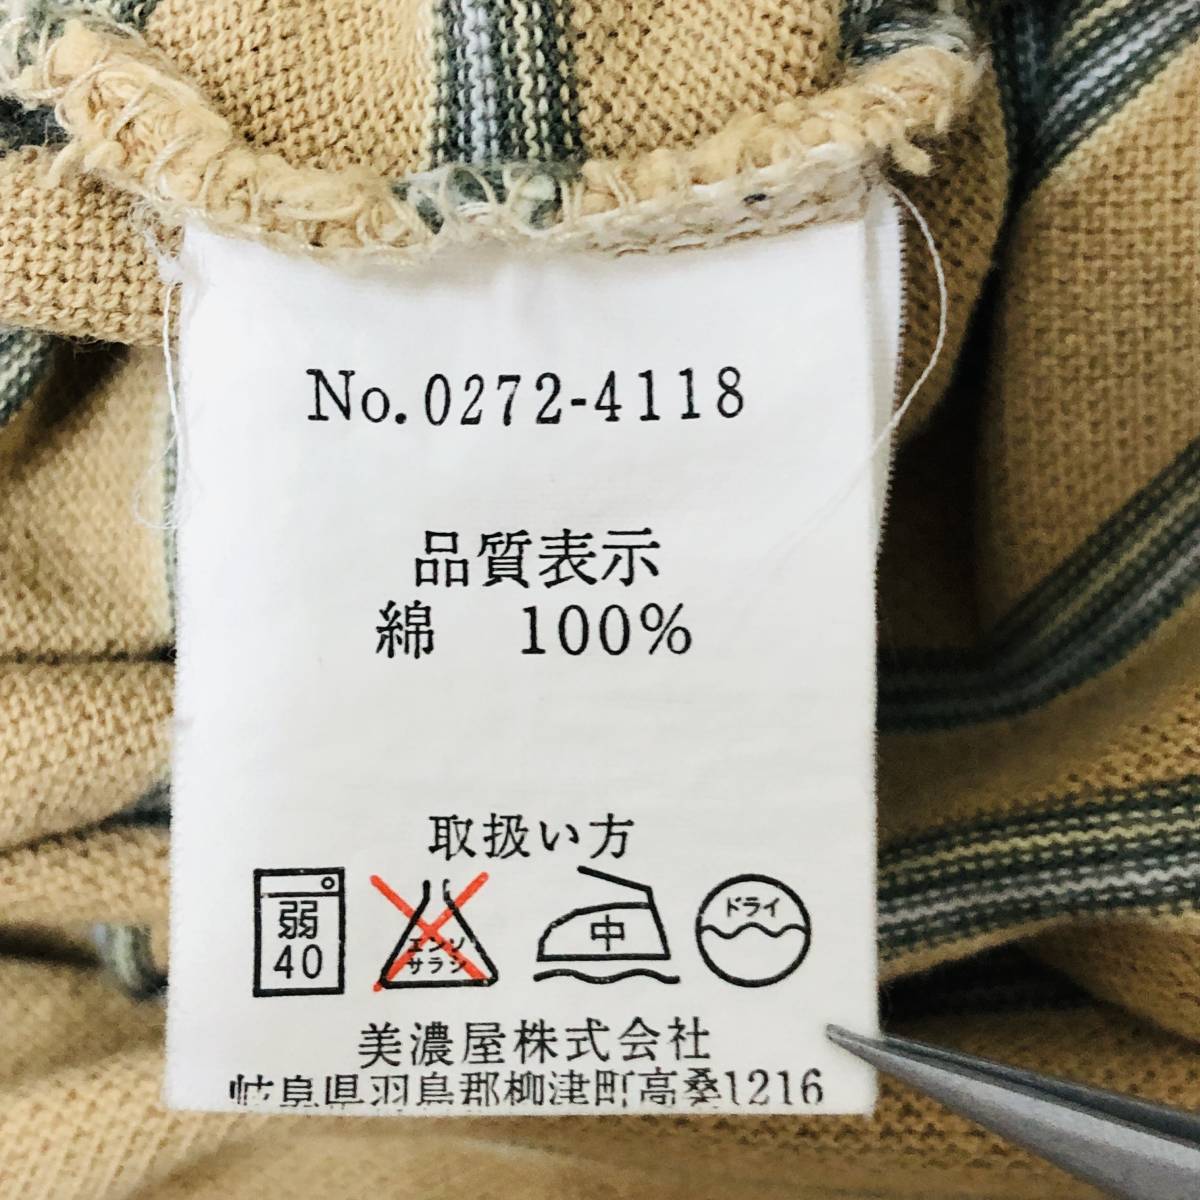 No.0272-4118
品質表示
綿　100%
取扱い方
弱
40
エンソ
サラシ
中
ドライ
美濃屋株式会社
岐阜県羽島郡柳津町高桑1216